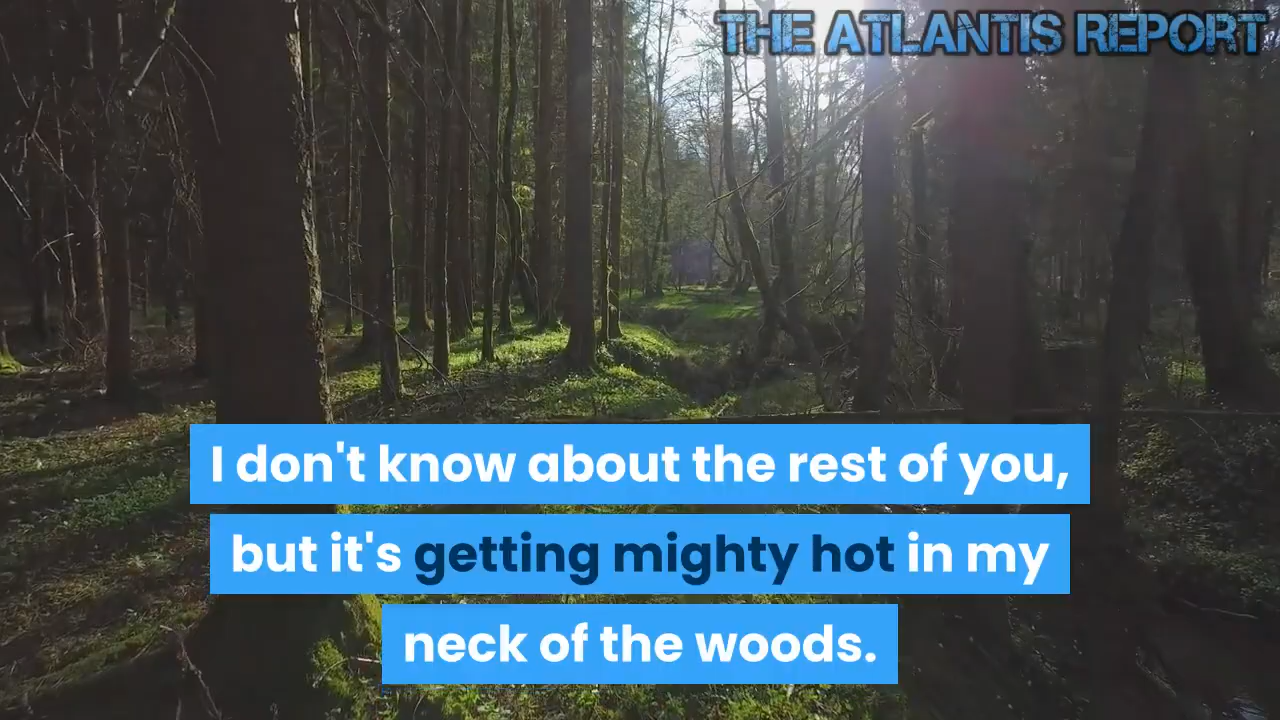 THE ATLANTIS REPORT
I don't know about the rest of you,
but it's getting mighty hot in my
neck of the woods.